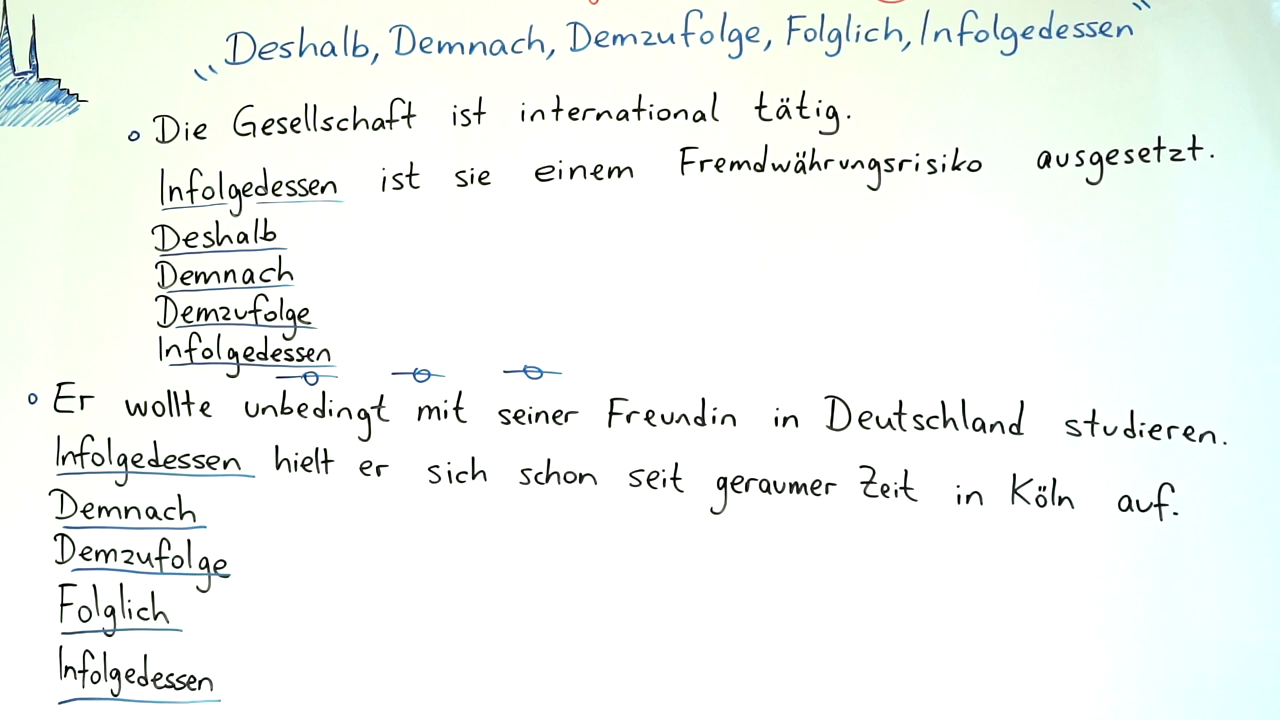 "Deshalb, Demnach, Demzufolge, Folglich, Infolgedessen"
Die Gesellschaft ist international tätig.
Infolgedessen ist sie einem Fremdwährungsrisiko ausgesetzt.
Deshalb
Demnach
Demzufolge
Infolgedessen
Er wollte unbedingt mit seiner Freundin in Deutschland studieren.
Infolgedessen hielt er sich schon seit geraumer Zeit in Köln auf.
Demnach
Demzufolge
Folglich
Infolgedessen